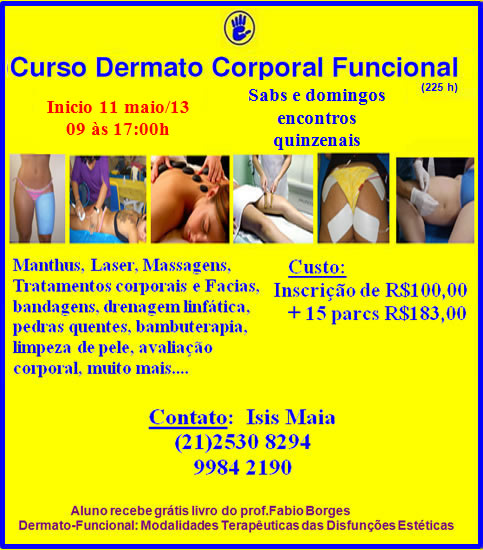 Curso Dermato Corporal Funcional
(225 h)
Inicio 11 maio/13
09 às 17:00h
Sabs e domingos
encontros
quinzenais
Manthus, Laser, Massagens,
Tratamentos corporais e Facias,
bandagens, drenagem linfática,
pedras quentes, bambuterapia,
limpeza de pele, avaliação
corporal, muito mais....
Custo:
Inscrição de R$100,00
+ 15 parcs R$183,00
Contato: Isis Maia
(21)2530 8294
9984 2190
Aluno recebe grátis livro do prof.Fabio Borges
Dermato-Funcional: Modalidades Terapêuticas das Disfunções Estéticas